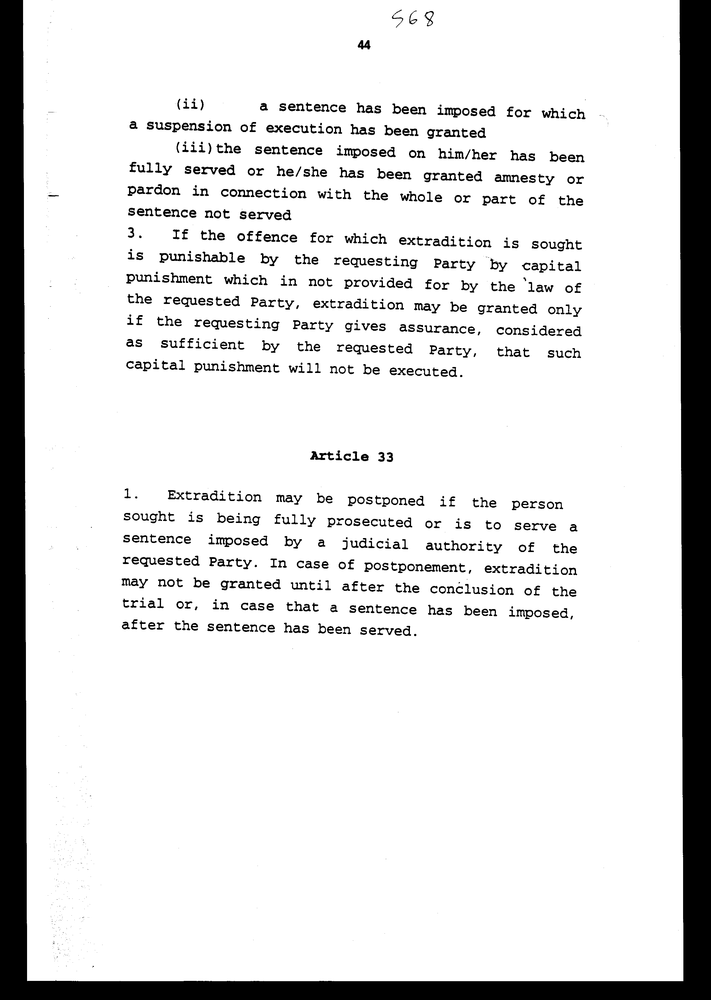 568
44
(ii) a sentence has been imposed for which
a suspension of execution has been granted
(iii) the sentence imposed on him/her has been
fully served or he/she has been granted amnesty or
pardon in connection with the whole or part of the
sentence not served
3. If the offence for which extradition is sought
is punishable by the requesting Party by capital
punishment which in not provided for by the law of
the requested Party, extradition may be granted only
if the requesting Party gives assurance, considered
as sufficient by the requested Party, that such
capital punishment will not be executed.
Article 33
1. Extradition may be postponed if the person
sought is being fully prosecuted or is to serve a
sentence imposed by a judicial authority of the
requested Party. In case of postponement, extradition
may not be granted until after the conclusion of the
trial or, in case that a sentence has been imposed,
after the sentence has been served.